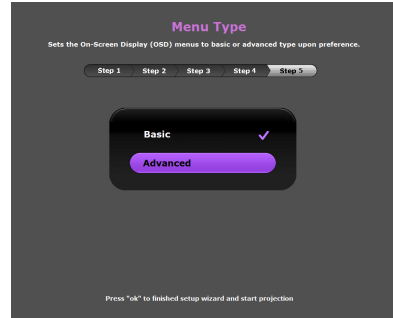 Menu Type
Sets the On-Screen Display (OSD) menus to basic or advanced type upon preference.
Step 1 Step 2 Step 3 Step 4 Step 5
Basic
Advanced
Press "ok" to finished setup wizard and start projection